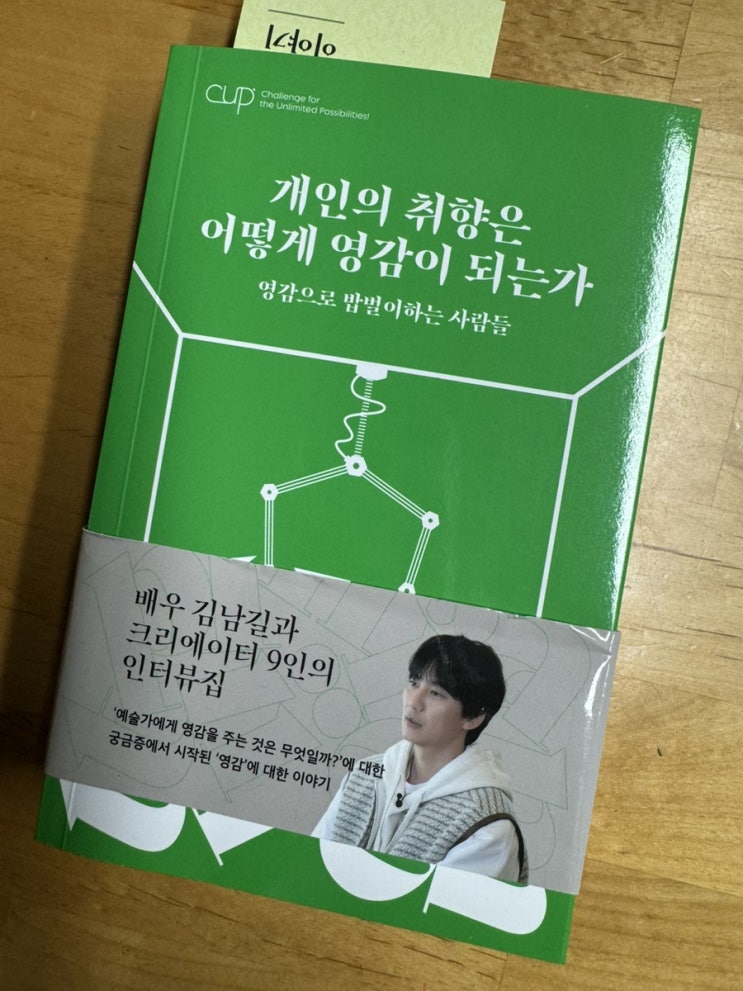 이야기
CUP
Challenge for
the Unlimited Possibilities!
개인의 취향은
어떻게 영감이 되는가
영감으로 밥벌이하는 사람들
배우 김남길과
크리에이터 9인의
인터뷰집
‘예술가에게 영감을 주는 것은 무엇일까?’에 대한
궁금증에서 시작된 ‘영감’에 대한 이야기